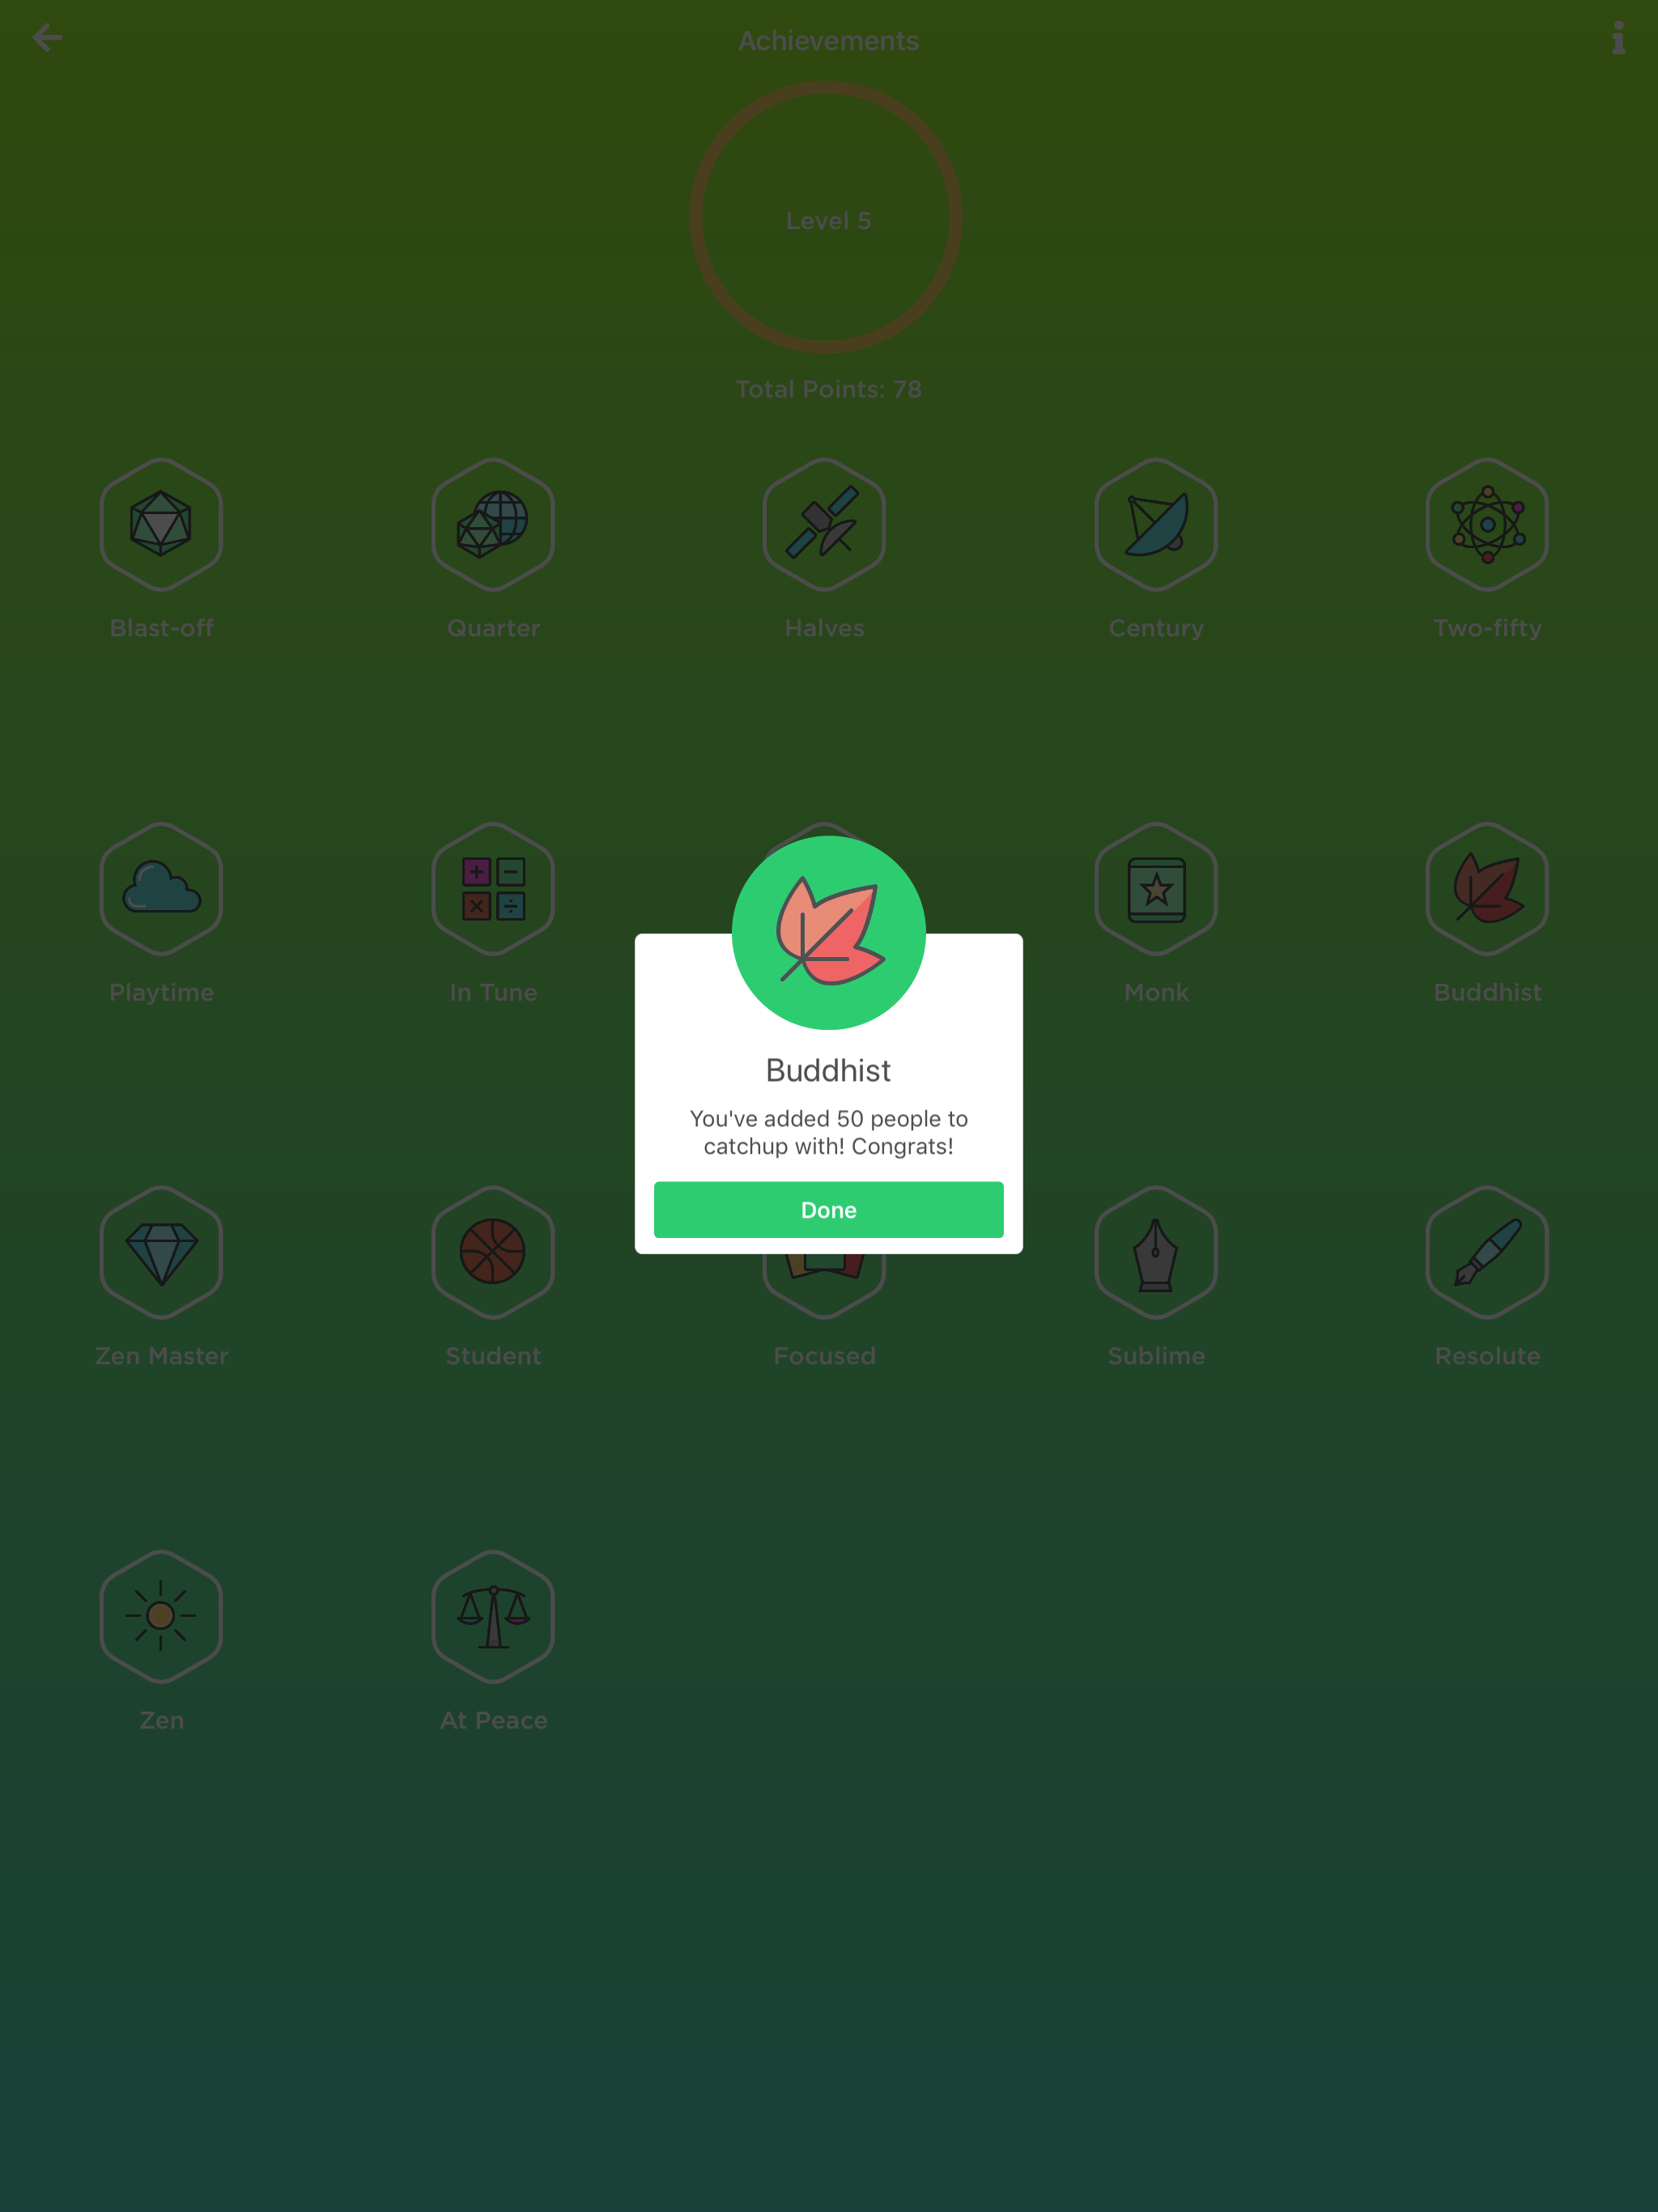 Achievements
Level 5
Total Points: 78
Blast-off
Quarter
Halves
Century
Two-fifty
Playtime
In Tune
Monk
Buddhist
Buddhist
You've added 50 people to
catchup with! Congrats!
Done
Zen Master
Student
Focused
Sublime
Resolute
Zen
At Peace